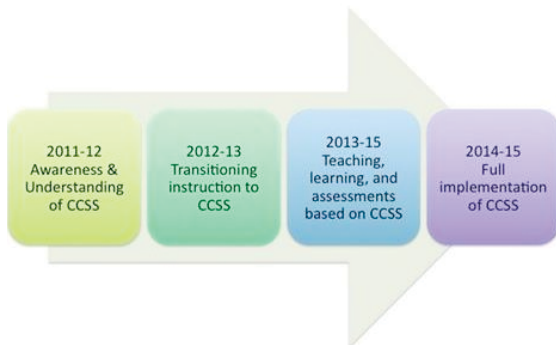 2011-12
Awareness &
Understanding
of CCSS
2012-13
Transitioning
instruction to
CCSS
2013-15
Teaching,
learning, and
assessments
based on CCSS
2014-15
Full
implementation
of CCSS